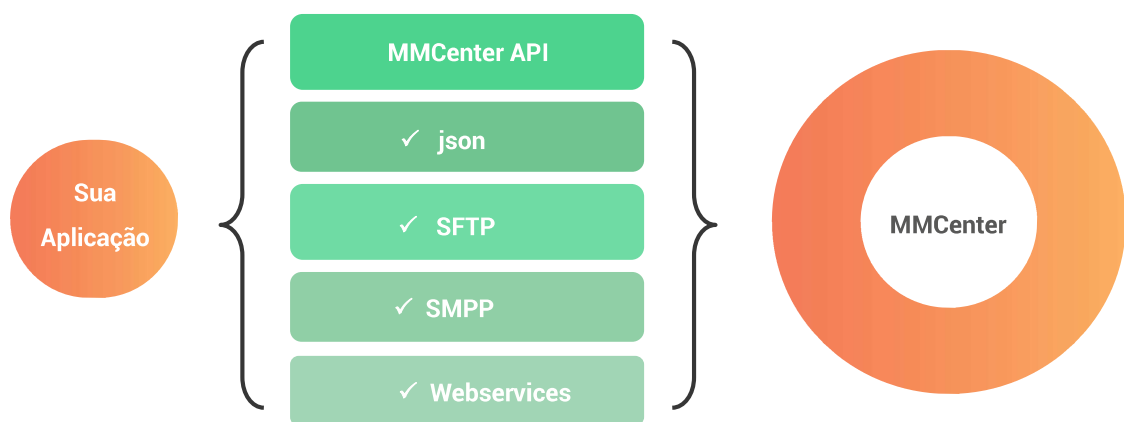 Sua
Aplicação
MMCenter API
✓ json
✓ SFTP
✓ SMPP
✓ Webservices
MMCenter